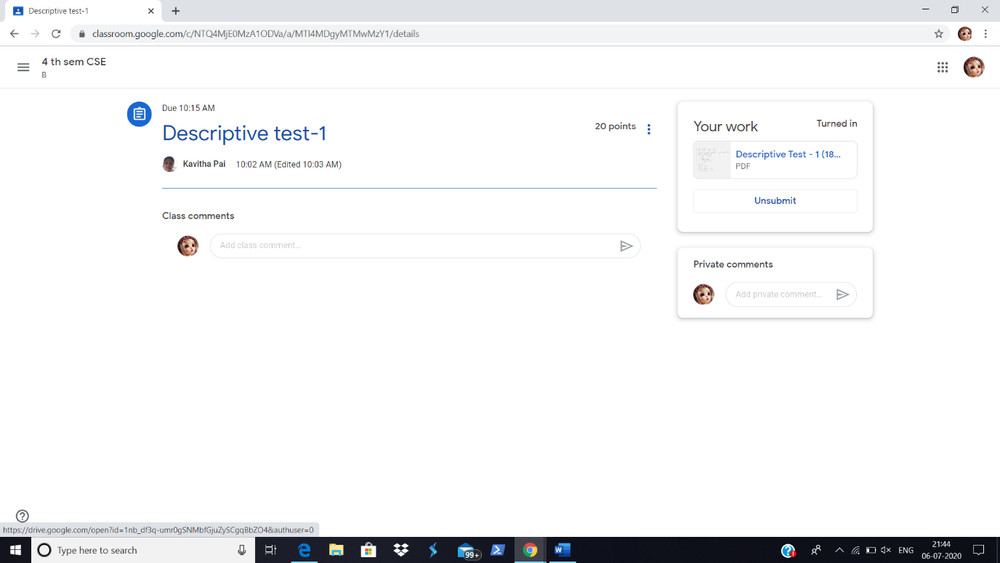 Descriptive test-1
classroom.google.com/c/NTQ4MjE0MzA1ODVa/a/MTI4MDgyMTMwMzY1/details
4 th sem CSE
B
Due 10:15 AM
Descriptive test-1
20 points
Kavitha Pai 10:02 AM (Edited 10:03 AM)
Class comments
Add class comment...
Your work
Turned in
Descriptive Test - 1 (18...
PDF
Unsubmit
Private comments
Add private comment...
https://drive.google.com/open?id=1nb_df3q-umr0gSNMbfGjuZySCgqBbZO4&authuser=0
Type here to search
99+
ENG
21:44
06-07-2020